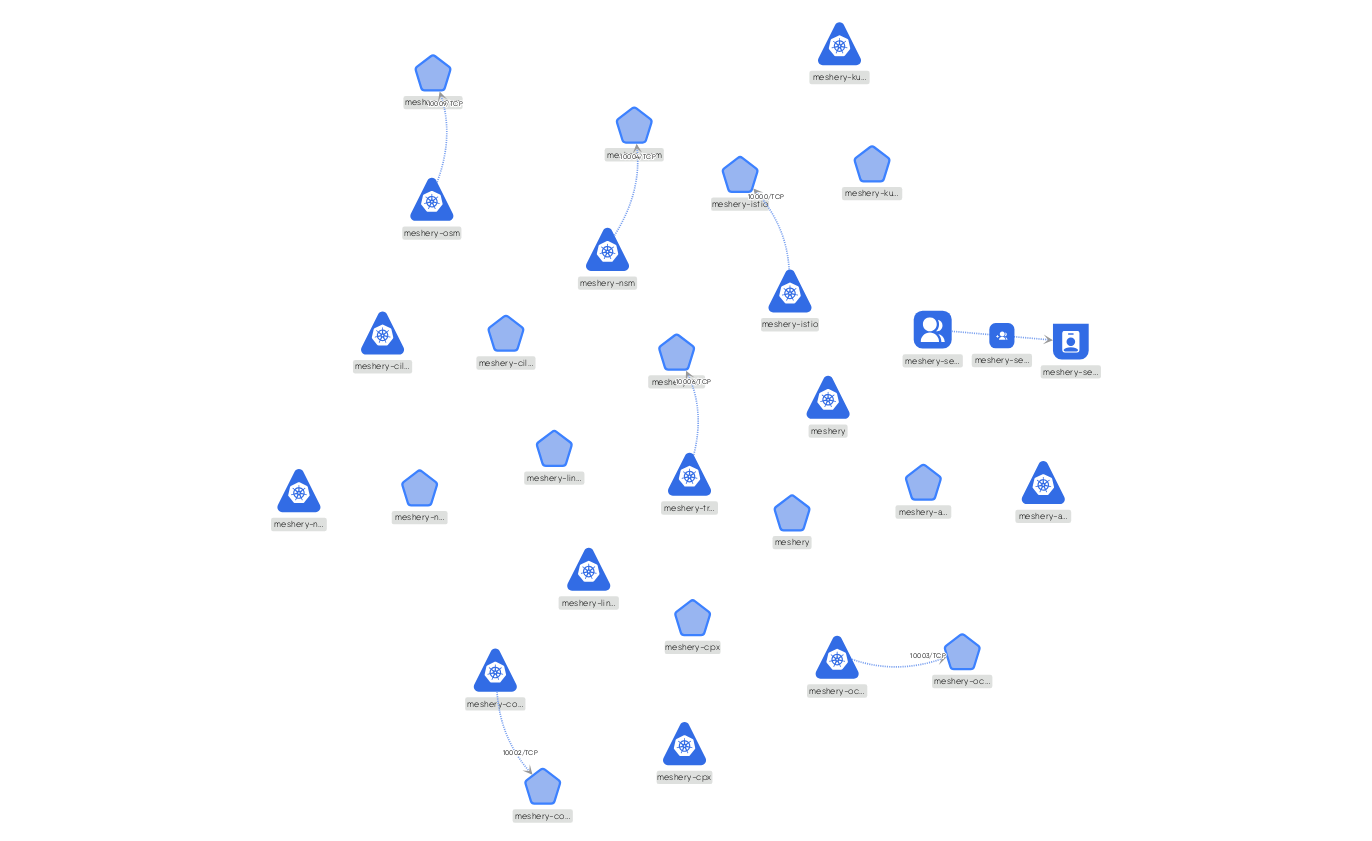 meshery-ku...
10009/TCP
10004/TCP
meshery-ku...
10000/TCP
meshery-istio
meshery-osm
meshery-nsm
meshery-istio
meshery-cil...
meshery-cil...
meshery-se...
meshery-se...
meshery-se...
10006/TCP
meshery
meshery-lin...
meshery-tr...
meshery-n...
meshery-n...
meshery-a...
meshery-a...
meshery
meshery-lin...
meshery-cpx
10003/TCP
meshery-oc...
meshery-oc...
meshery-co...
10002/TCP
meshery-cpx
meshery-co...